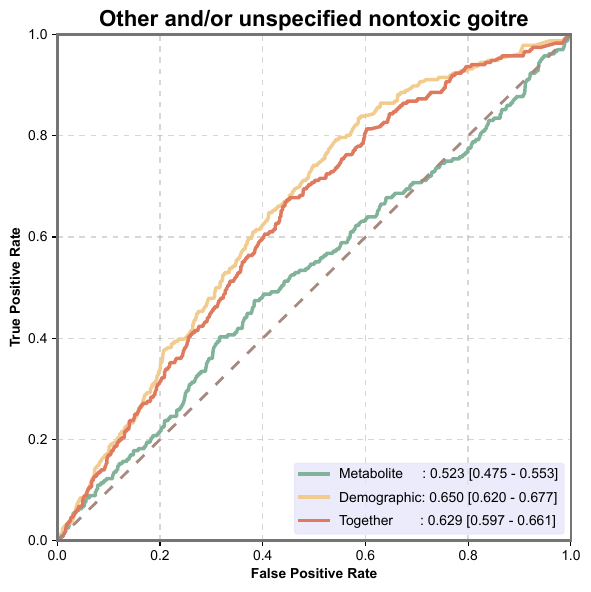 Other and/or unspecified nontoxic goitre
1.0
0.8
0.6
0.4
0.2
0.0
True Positive Rate
Metabolite : 0.523 [0.475 - 0.553]
Demographic: 0.650 [0.620 - 0.677]
Together : 0.629 [0.597 - 0.661]
0.0 0.2 0.4 0.6 0.8 1.0
False Positive Rate